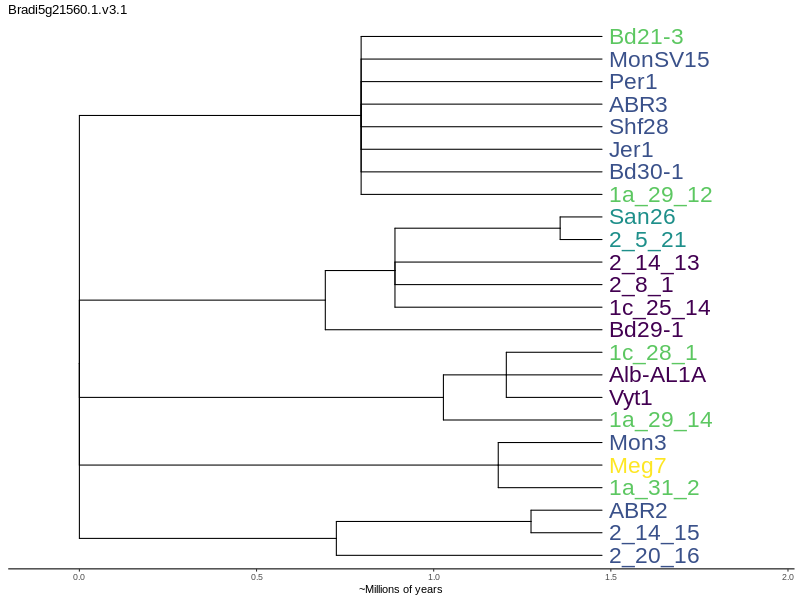 Bradi5g21560.1.v3.1
Bd21-3
MonSV15
Per1
ABR3
Shf28
Jer1
Bd30-1
1a_29_12
San26
2_5_21
2_14_13
2_8_1
1c_25_14
Bd29-1
1c_28_1
Alb-AL1A
Vyt1
1a_29_14
Mon3
Meg7
1a_31_2
ABR2
2_14_15
2_20_16
0.0 0.5 1.0 1.5 2.0
~Millions of years